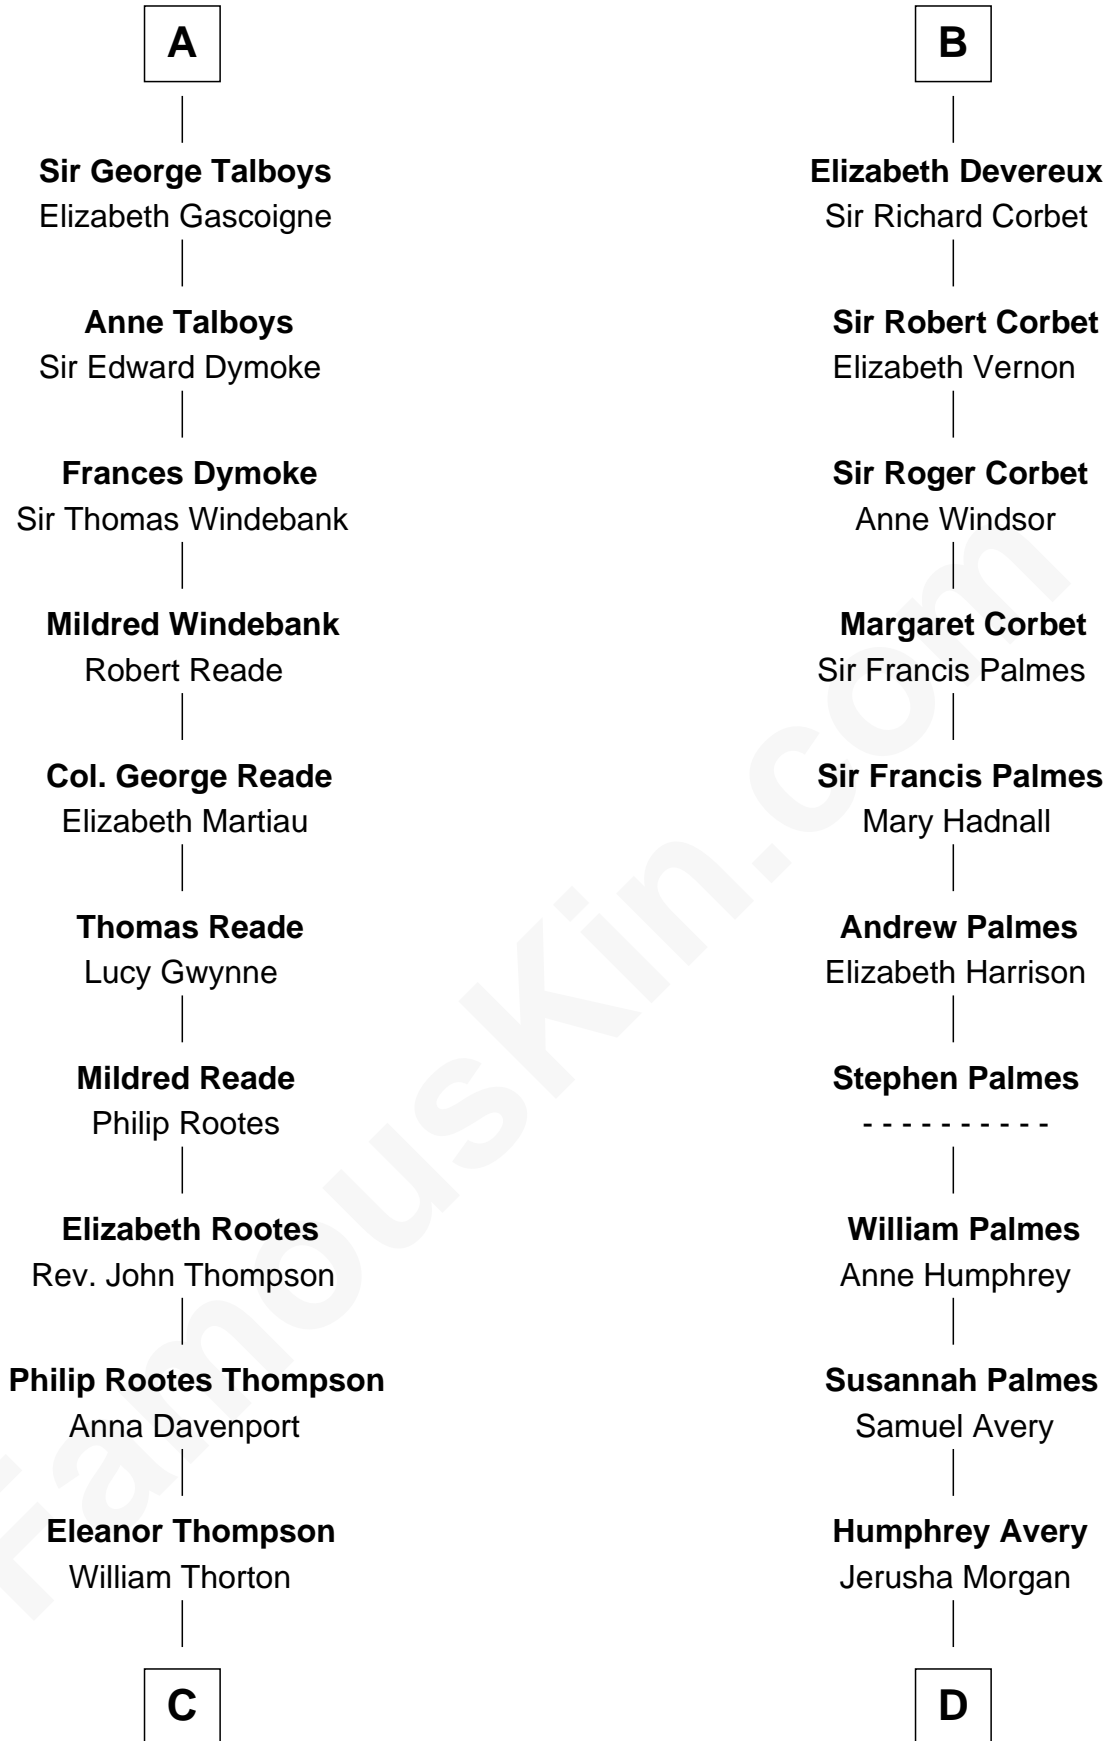 A
Sir George Talboys
Elizabeth Gascoigne
Anne Talboys
Sir Edward Dymoke
Frances Dymoke
Sir Thomas Windebank
Mildred Windebank
Robert Reade
Col. George Reade
Elizabeth Martiau
Thomas Reade
Lucy Gwynne
Mildred Reade
Philip Rootes
Elizabeth Rootes
Rev. John Thompson
Philip Rootes Thompson
Anna Davenport
Eleanor Thompson
William Thorton
C
B
Elizabeth Devereux
Sir Richard Corbet
Sir Robert Corbet
Elizabeth Vernon
Sir Roger Corbet
Anne Windsor
Margaret Corbet
Sir Francis Palmes
Sir Francis Palmes
Mary Hadnall
Andrew Palmes
Elizabeth Harrison
Stephen Palmes
- - - - - - - - - -
William Palmes
Anne Humphrey
Susannah Palmes
Samuel Avery
Humphrey Avery
Jerusha Morgan
D
FamousKin.com